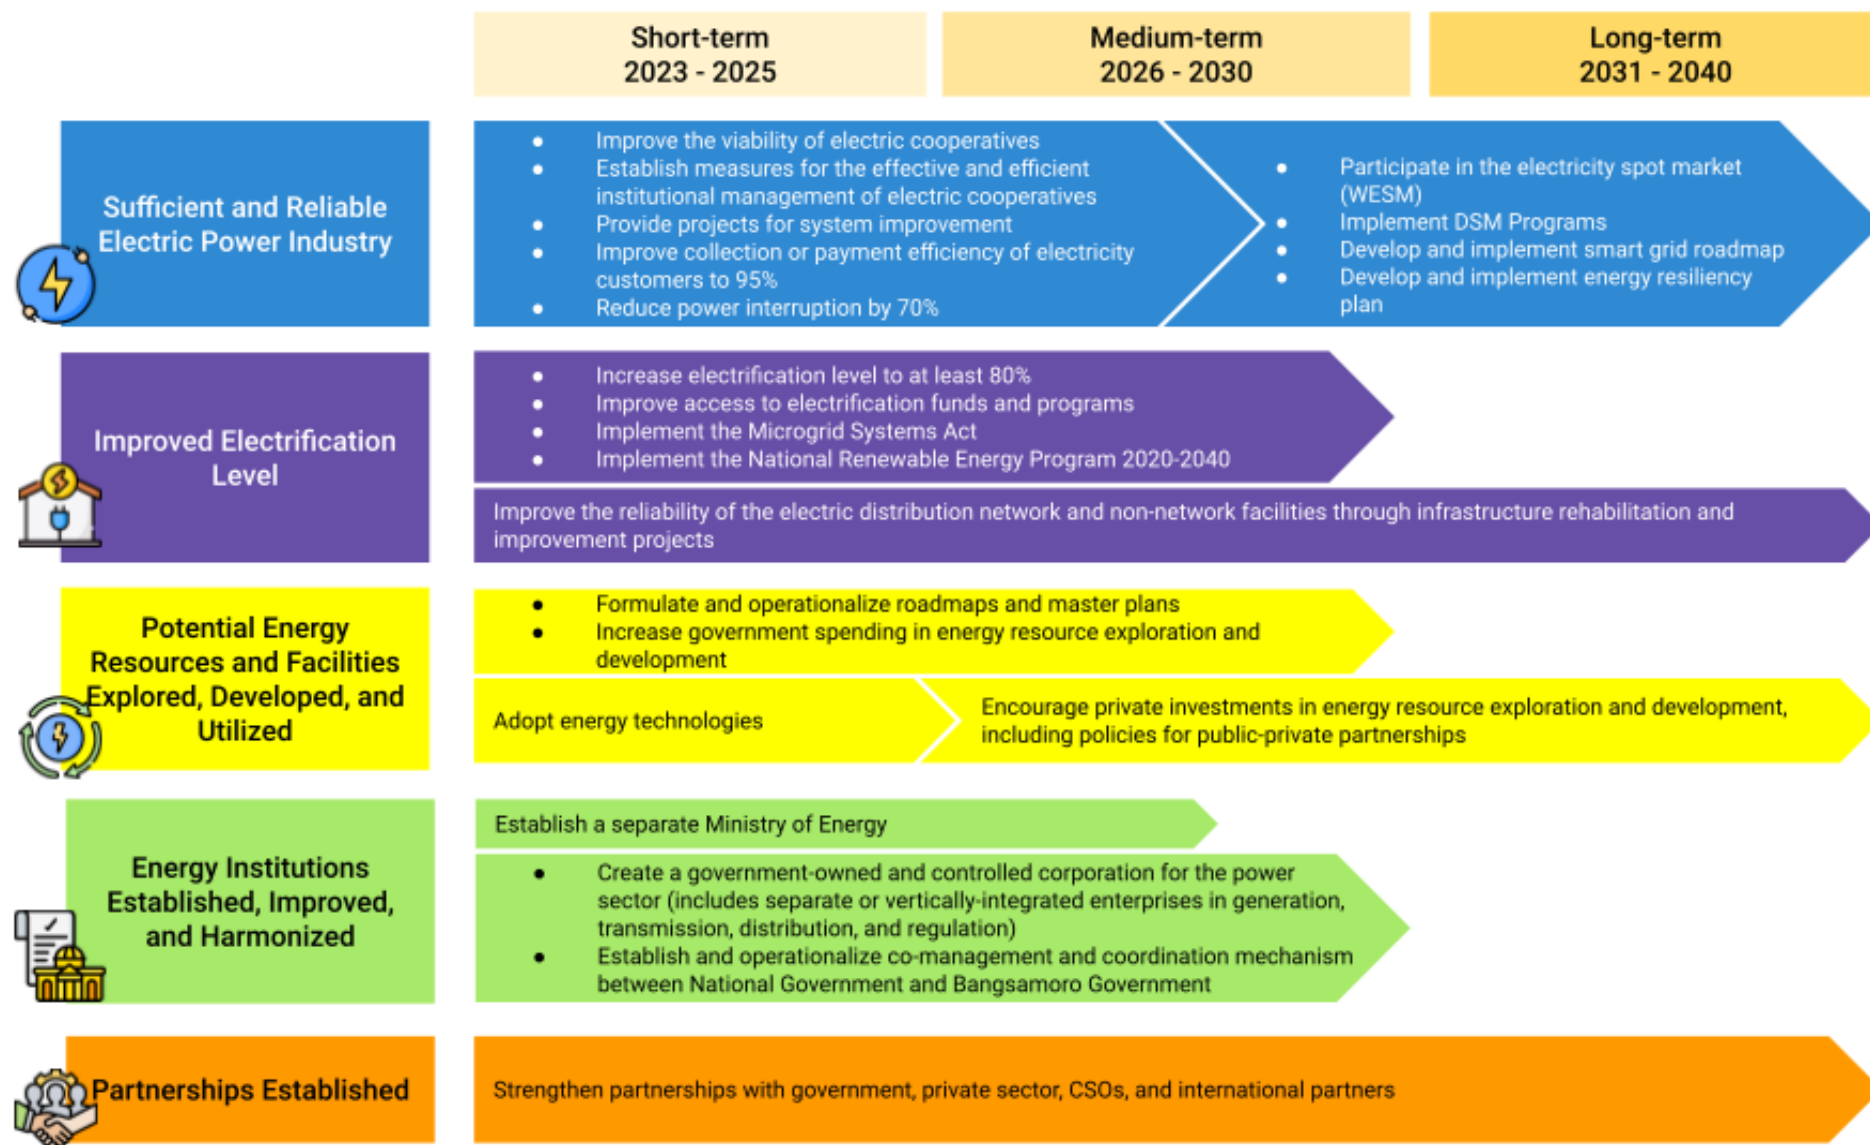 Short-term
2023 - 2025
Medium-term
2026 - 2030
Long-term
2031 - 2040
Sufficient and Reliable
Electric Power Industry
● Improve the viability of electric cooperatives
● Establish measures for the effective and efficient
institutional management of electric cooperatives
● Provide projects for system improvement
● Improve collection or payment efficiency of electricity
customers to 95%
● Reduce power interruption by 70%
● Participate in the electricity spot market
(WESM)
● Implement DSM Programs
● Develop and implement smart grid roadmap
● Develop and implement energy resiliency
plan
Improved Electrification
Level
● Increase electrification level to at least 80%
● Improve access to electrification funds and programs
● Implement the Microgrid Systems Act
● Implement the National Renewable Energy Program 2020-2040
Improve the reliability of the electric distribution network and non-network facilities through infrastructure rehabilitation and
improvement projects
Potential Energy
Resources and Facilities
Explored, Developed, and
Utilized
● Formulate and operationalize roadmaps and master plans
● Increase government spending in energy resource exploration and
development
Adopt energy technologies
Encourage private investments in energy resource exploration and development,
including policies for public-private partnerships
Energy Institutions
Established, Improved,
and Harmonized
Establish a separate Ministry of Energy
● Create a government-owned and controlled corporation for the power
sector (includes separate or vertically-integrated enterprises in generation,
transmission, distribution, and regulation)
● Establish and operationalize co-management and coordination mechanism
between National Government and Bangsamoro Government
Partnerships Established
Strengthen partnerships with government, private sector, CSOs, and international partners